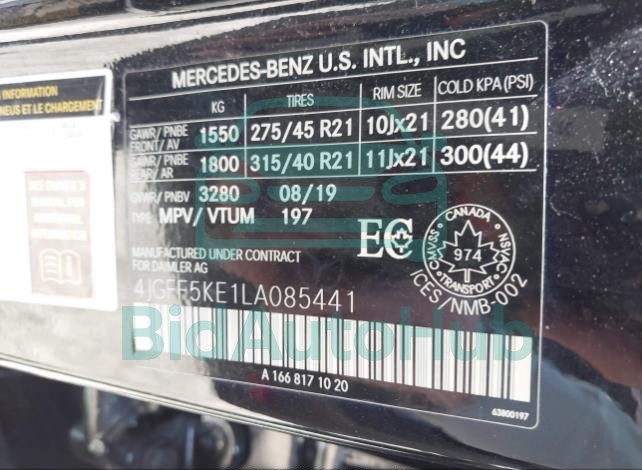 INFORMATION
PNEUS ET LE CHARGEMENT
SEE OWNER'S
MANUAL FOR
ADDITIONAL
INFORMATION
MERCEDES-BENZ U.S. INTL., INC
KG TIRES RIM SIZE COLD KPA(PSI)
GAWR/PNBE FRONT/AV 1550 275/45 R21 10Jx21 280(41)
GAWR/PNBE REAR/AR 1800 315/40 R21 11Jx21 300(44)
GVWR/PNBV 3280 08/19
TYPE MPV/VTUM 197
MANUFACTURED UNDER CONTRACT
FOR DAIMLER AG
EC
CANADA
CMVSS 974 NSVAC
TRANSPORT
ICES/NMB-002
4JGFF5KE1LA085441
BidAutoHub
A 166 817 10 20
63800197